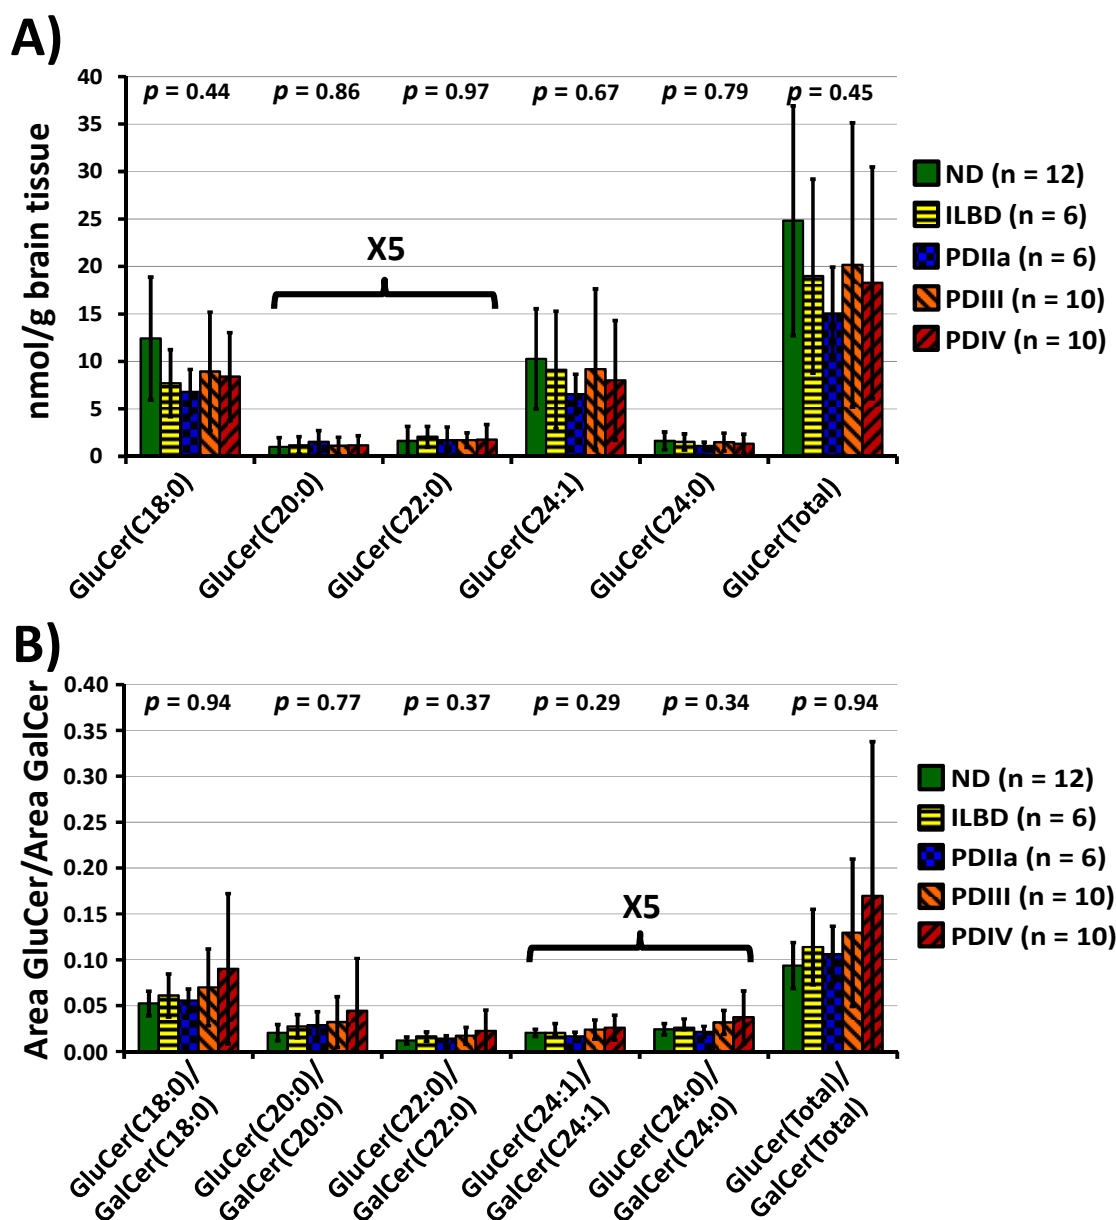 A)
nmol/g brain tissue
40
35
30
25
20
15
10
5
0
p = 0.44
p = 0.86
p = 0.97
p = 0.67
p = 0.79
p = 0.45
X5
GluCer(C18:0)
GluCer(C20:0)
GluCer(C22:0)
GluCer(C24:1)
GluCer(C24:0)
GluCer(Total)
ND (n = 12)
ILBD (n = 6)
PDIIa (n = 6)
PDIII (n = 10)
PDIV (n = 10)
B)
Area GluCer/Area GalCer
0.40
0.35
0.30
0.25
0.20
0.15
0.10
0.05
0.00
p = 0.94
p = 0.77
p = 0.37
p = 0.29
p = 0.34
p = 0.94
X5
GluCer(C18:0)/
GalCer(C18:0)
GluCer(C20:0)/
GalCer(C20:0)
GluCer(C22:0)/
GalCer(C22:0)
GluCer(C24:1)/
GalCer(C24:1)
GluCer(C24:0)/
GalCer(C24:0)
GluCer(Total)/
GalCer(Total)
ND (n = 12)
ILBD (n = 6)
PDIIa (n = 6)
PDIII (n = 10)
PDIV (n = 10)